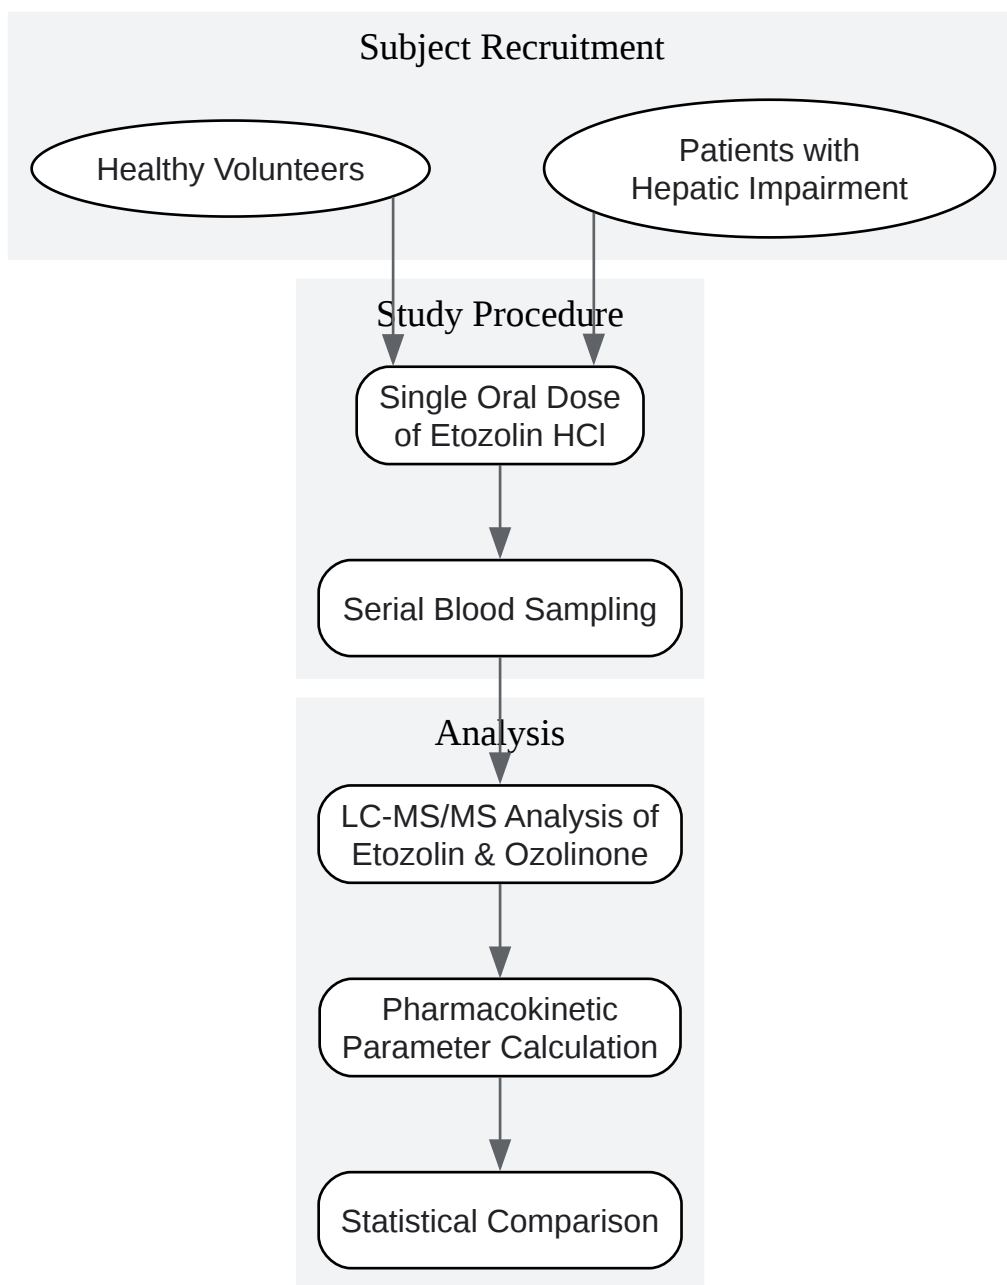 Subject Recruitment
Healthy Volunteers
Patients with
Hepatic Impairment
Study Procedure
Single Oral Dose
of Etozolin HCl
Serial Blood Sampling
Analysis
LC-MS/MS Analysis of
Etozolin & Ozolinone
Pharmacokinetic
Parameter Calculation
Statistical Comparison